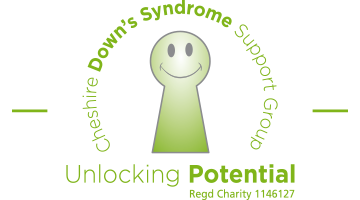 Cheshire Down's Syndrome Support Group
Unlocking Potential
Regd Charity 1146127